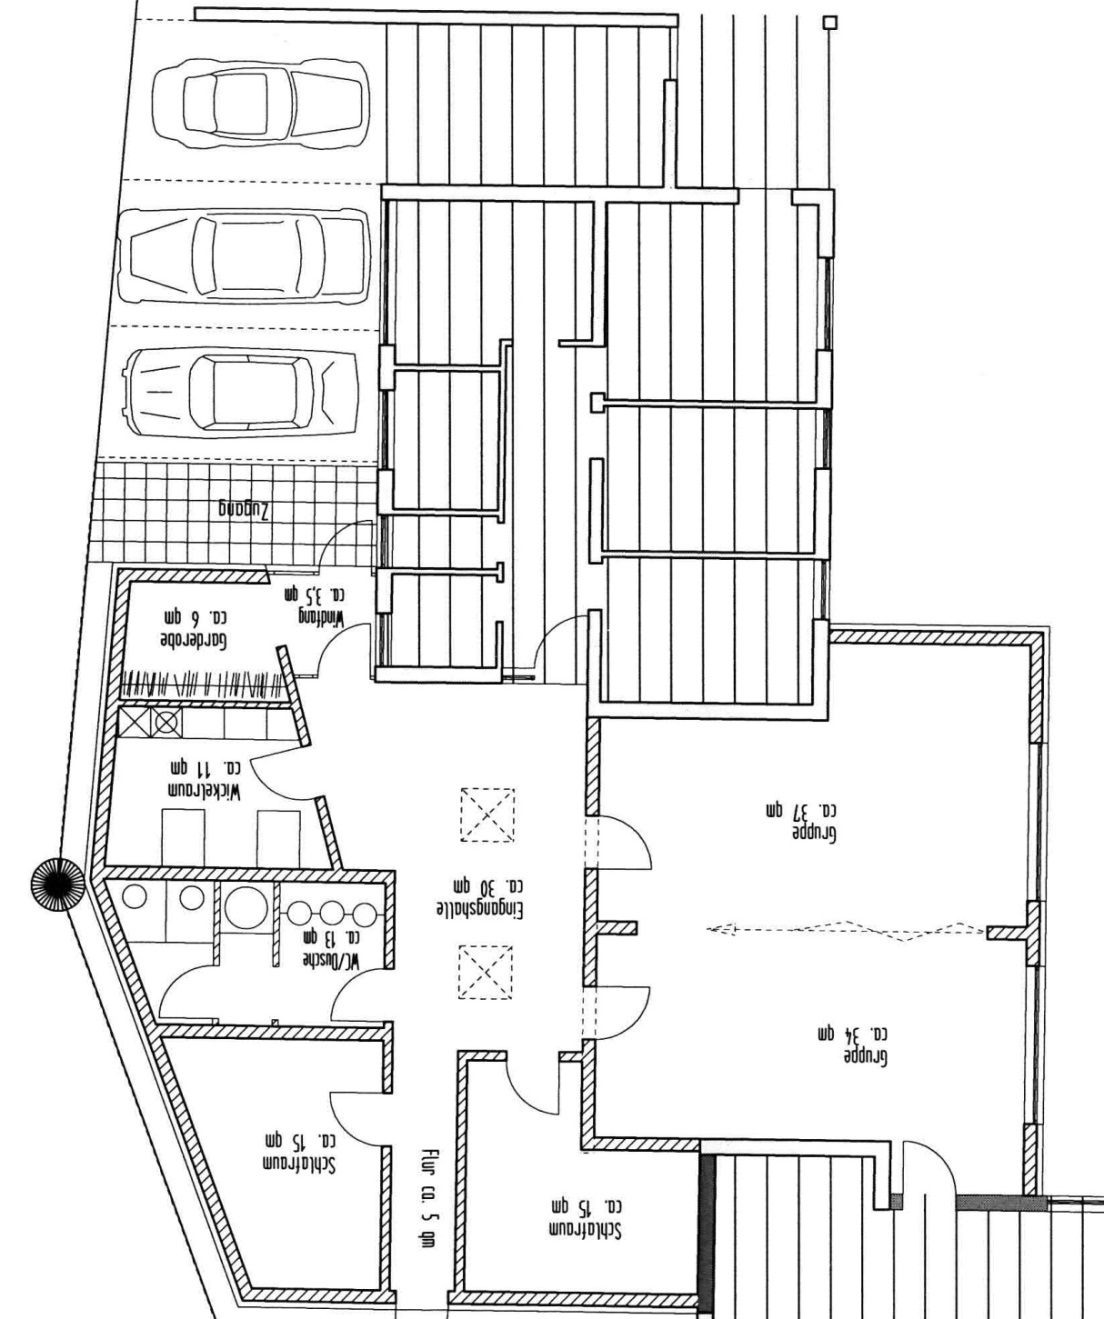 Zugang
Windfang
ca. 3,5 qm
Garderobe
ca. 6 qm
Wickelraum
ca. 11 qm
Gruppe
ca. 37 qm
Eingangshalle
ca. 30 qm
WC/Dusche
ca. 13 qm
Gruppe
ca. 34 qm
Schlafraum
ca. 15 qm
Flur ca. 5 qm
Schlafraum
ca. 15 qm